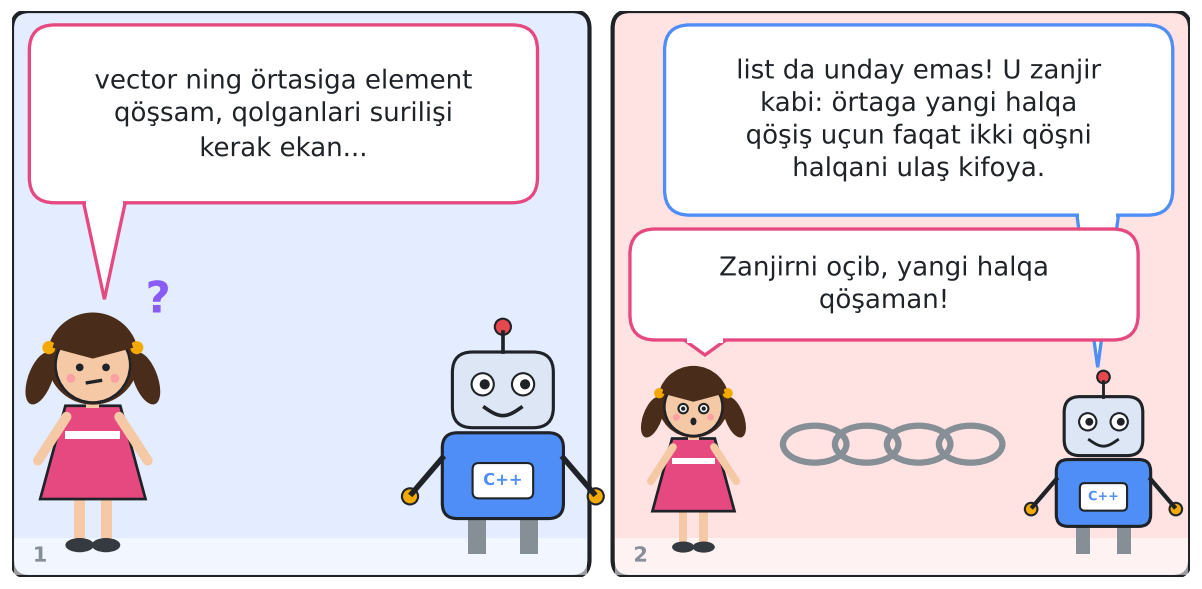 vector ning örtasiga element
qöşsam, qolganlari surilişi
kerak ekan...
?
C++
1
list da unday emas! U zanjir
kabi: örtaga yangi halqa
qöşiş uçun faqat ikki qöşni
halqani ulaş kifoya.
Zanjirni oçib, yangi halqa
qöşaman!
C++
2